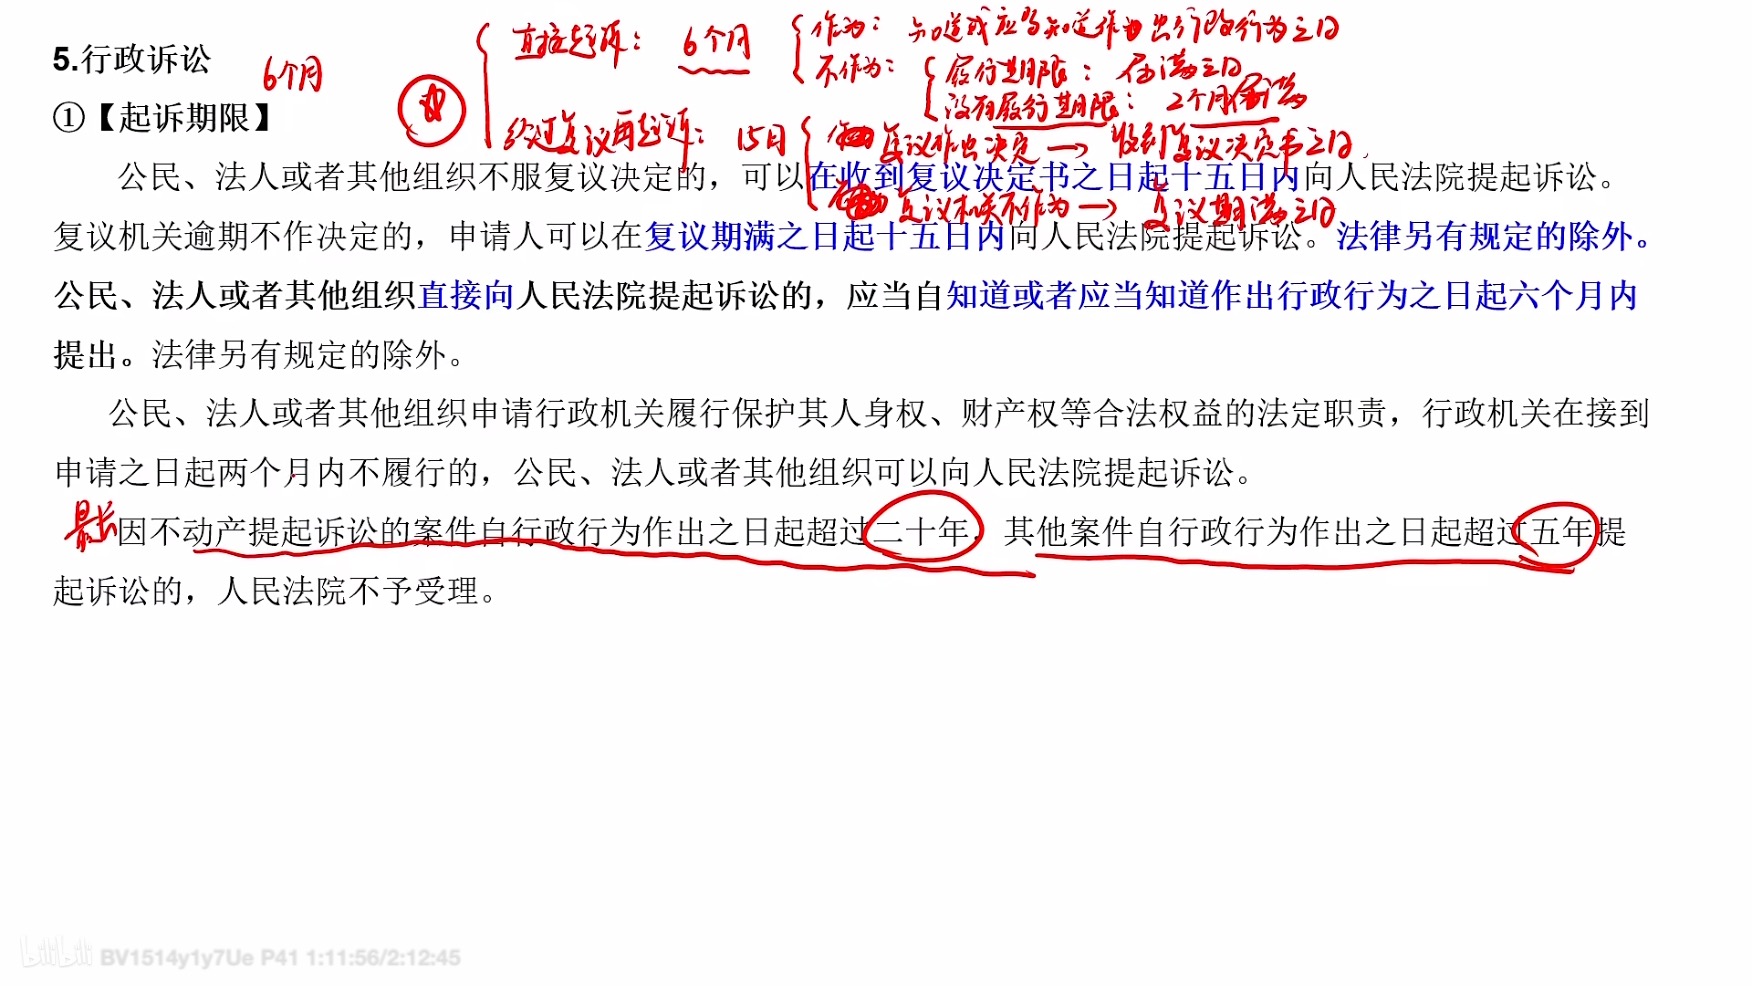 5.行政诉讼
6个月
①【起诉期限】
直接起诉：6个月
作为：知道或应当知道作出行政行为之日
不作为：
履行期限：届满之日
没有履行期限：2个月届满
经过复议再起诉：15日
复议作出决定→收到复议决定书之日
复议机关不作为→复议期满之日
公民、法人或者其他组织不服复议决定的，可以在收到复议决定书之日起十五日内向人民法院提起诉讼。
复议机关逾期不作决定的，申请人可以在复议期满之日起十五日内向人民法院提起诉讼。法律另有规定的除外。
公民、法人或者其他组织直接向人民法院提起诉讼的，应当自知道或者应当知道作出行政行为之日起六个月内
提出。法律另有规定的除外。
公民、法人或者其他组织申请行政机关履行保护其人身权、财产权等合法权益的法定职责，行政机关在接到
申请之日起两个月内不履行的，公民、法人或者其他组织可以向人民法院提起诉讼。
最长
因不动产提起诉讼的案件自行政行为作出之日起超过二十年，其他案件自行政行为作出之日起超过五年提
起诉讼的，人民法院不予受理。
bilibili BV1514y1y7Ue P41 1:11:56/2:12:45